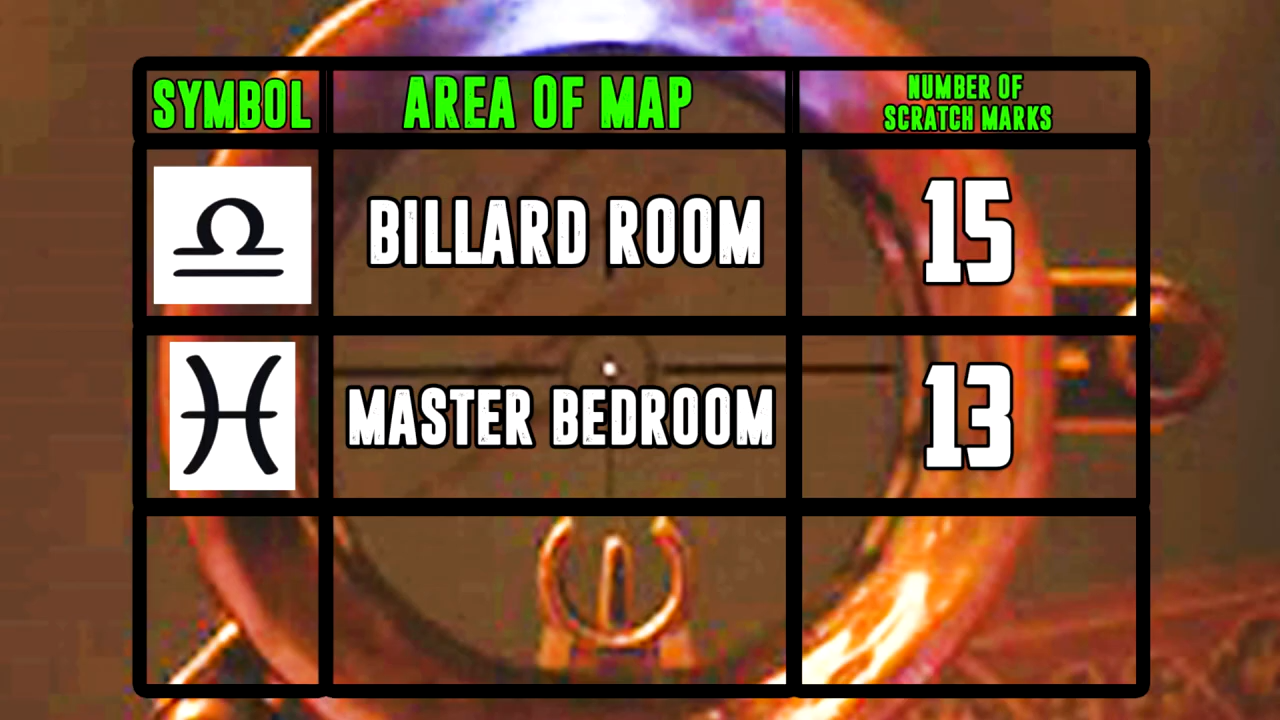 SYMBOL
AREA OF MAP
NUMBER OF
SCRATCH MARKS
♎
BILLARD ROOM
15
♓
MASTER BEDROOM
13